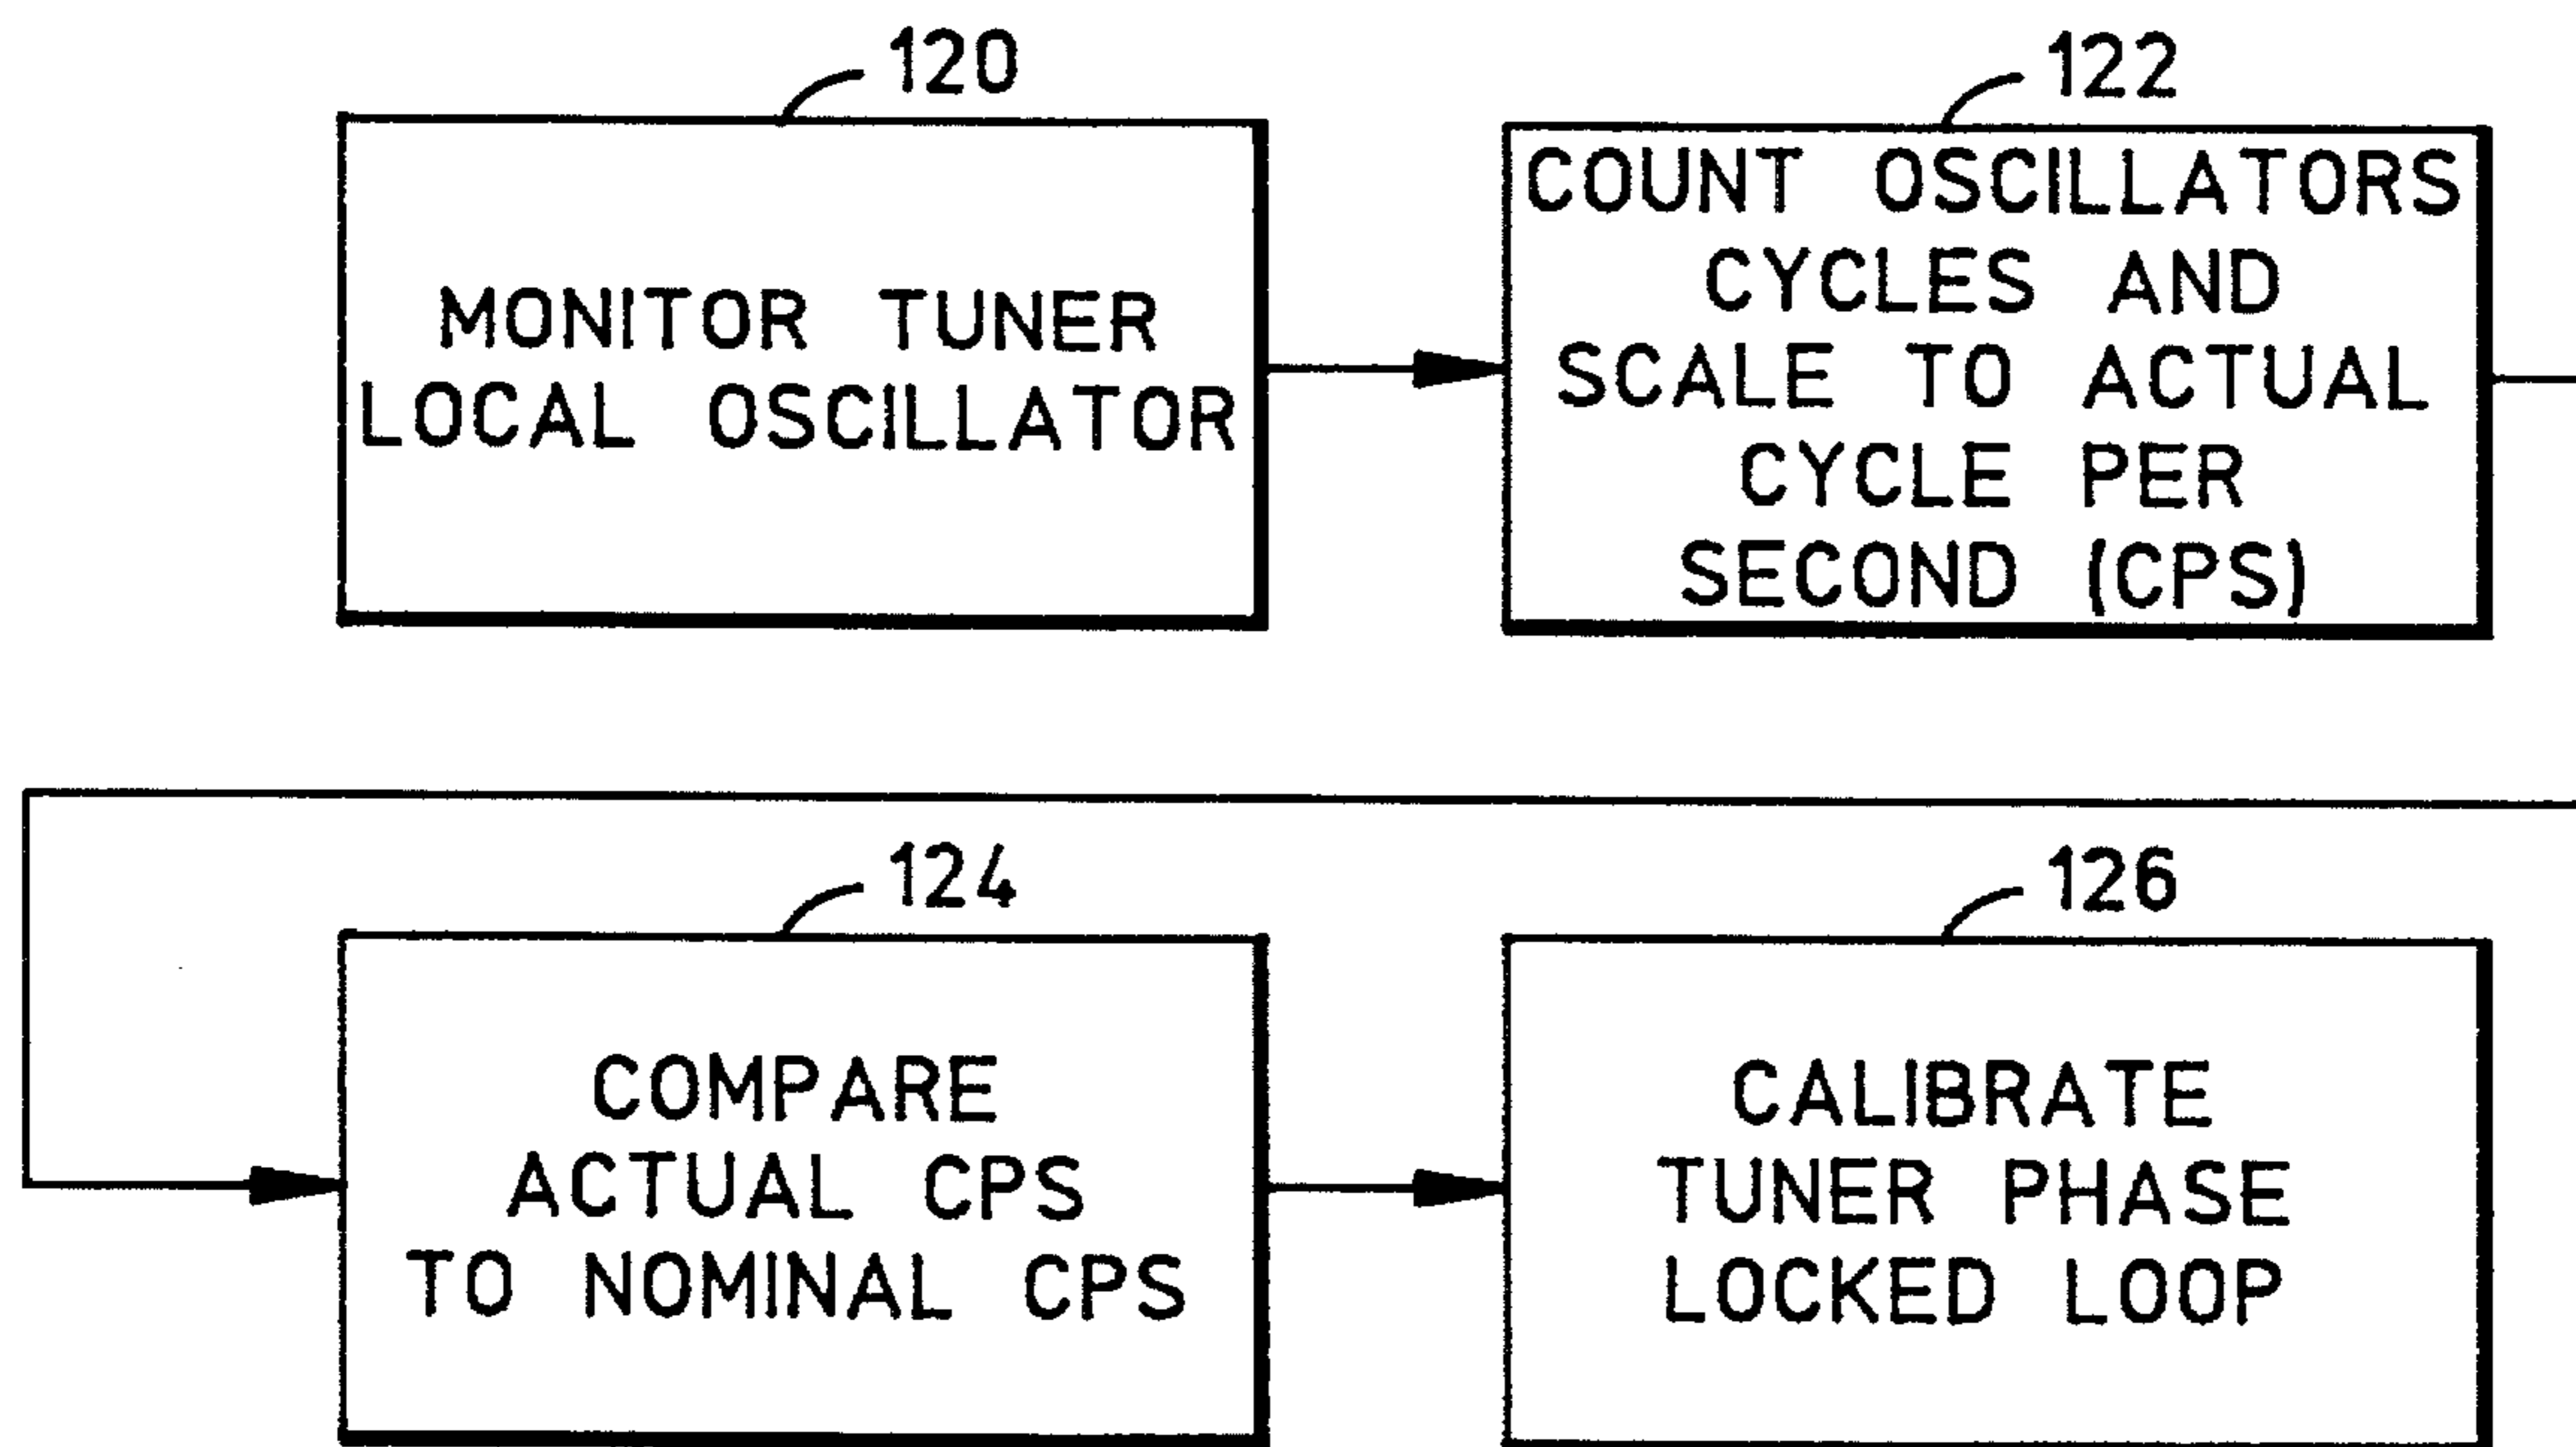 120
MONITOR TUNER
LOCAL OSCILLATOR
122
COUNT OSCILLATORS
CYCLES AND
SCALE TO ACTUAL
CYCLE PER
SECOND (CPS)
124
COMPARE
ACTUAL CPS
TO NOMINAL CPS
126
CALIBRATE
TUNER PHASE
LOCKED LOOP